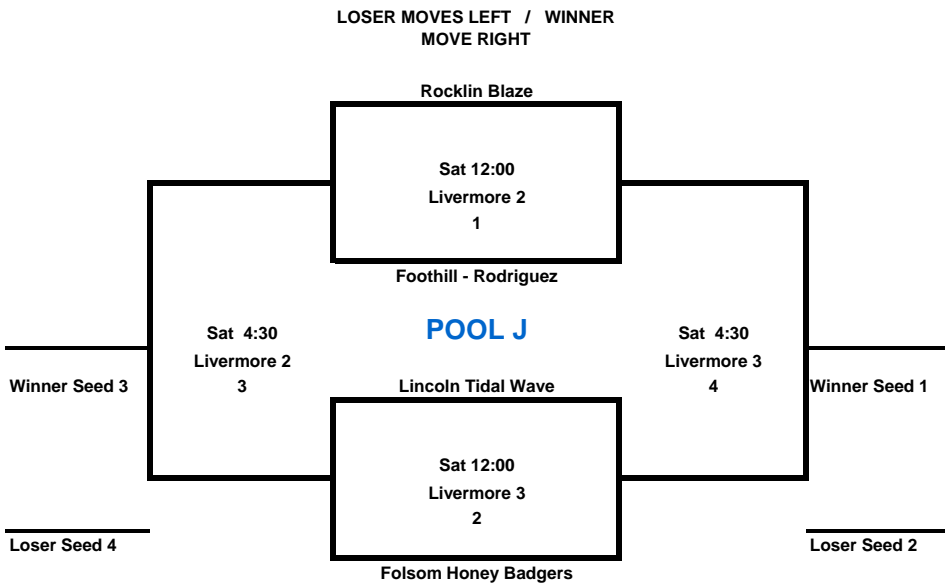 LOSER MOVES LEFT / WINNER
MOVE RIGHT
Rocklin Blaze
Sat 12:00
Livermore 2
1
Foothill - Rodriguez
POOL J
Sat 4:30
Livermore 2
3
Sat 4:30
Livermore 3
4
Winner Seed 3
Lincoln Tidal Wave
Winner Seed 1
Sat 12:00
Livermore 3
2
Loser Seed 4
Loser Seed 2
Folsom Honey Badgers